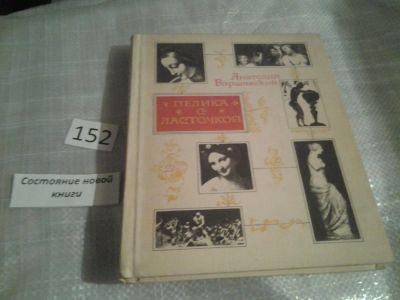 Анатолий
Варшавский
ПЕЛИКА
С
ЛАСТОЧКОЙ
152
Состояние новой
книги